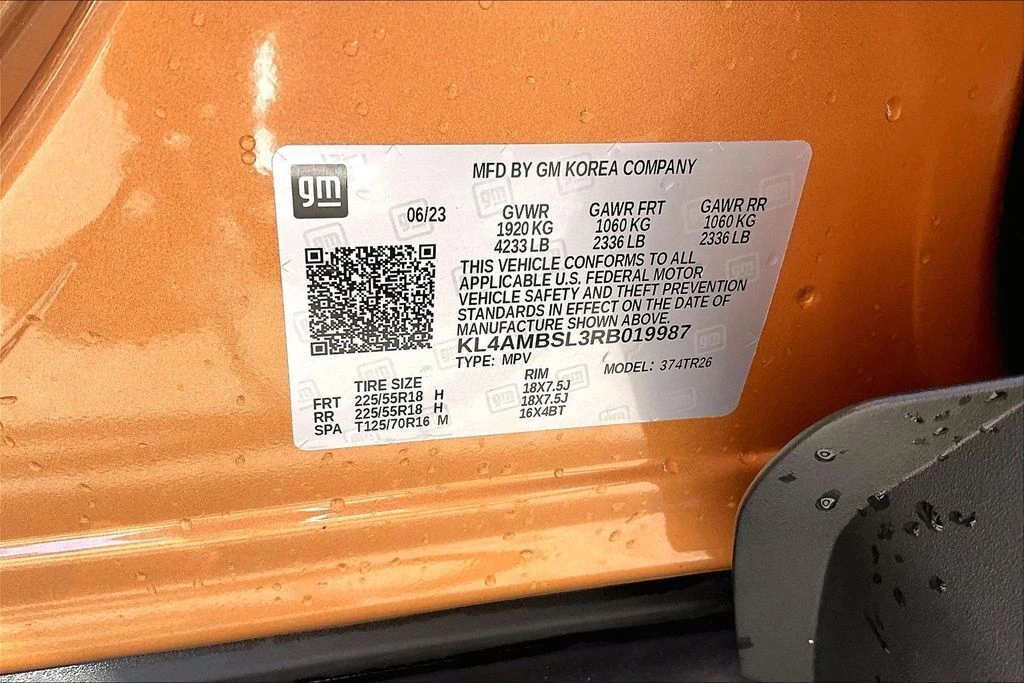 gm
MFD BY GM KOREA COMPANY
06/23
GVWR GAWR FRT GAWR RR
1920 KG 1060 KG 1060 KG
4233 LB 2336 LB 2336 LB
THIS VEHICLE CONFORMS TO ALL
APPLICABLE U.S. FEDERAL MOTOR
VEHICLE SAFETY AND THEFT PREVENTION
STANDARDS IN EFFECT ON THE DATE OF
MANUFACTURE SHOWN ABOVE.
KL4AMBSL3RB019987
TYPE: MPV MODEL: 374TR26
TIRE SIZE RIM
FRT 225/55R18 H 18X7.5J
RR 225/55R18 H 18X7.5J
SPA T125/70R16 M 16X4BT